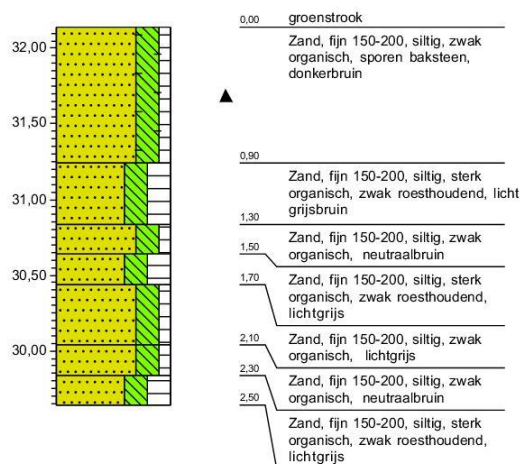 32,00
31,50
31,00
30,50
30,00
0,00
groenstrook
Zand, fijn 150-200, siltig, zwak
organisch, sporen baksteen,
donkerbruin
0,90
Zand, fijn 150-200, siltig, sterk
organisch, zwak roesthoudend, licht
grijsbruin
1,30
Zand, fijn 150-200, siltig, zwak
organisch, neutraalbruin
1,50
Zand, fijn 150-200, siltig, sterk
organisch, zwak roesthoudend,
lichtgrijs
1,70
Zand, fijn 150-200, siltig, zwak
organisch, lichtgrijs
2,10
Zand, fijn 150-200, siltig, zwak
organisch, neutraalbruin
2,30
Zand, fijn 150-200, siltig, sterk
organisch, zwak roesthoudend,
lichtgrijs
2,50